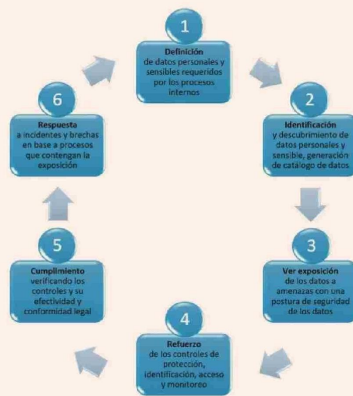 1
Definición
de datos personales y
sensibles requeridos
por los procesos
internos
2
Identificación
y descubrimiento de
datos personales y
sensible, generación
de catálogo de datos
3
Ver exposición
de los datos a
amenazas con una
postura de seguridad
de los datos
4
Refuerzo
de los controles de
protección,
identificación, acceso
y monitoreo
5
Cumplimiento
verificando los
controles y su
efectividad y
conformidad legal
6
Respuesta
a incidentes y brechas
en base a procesos
que contengan la
exposición